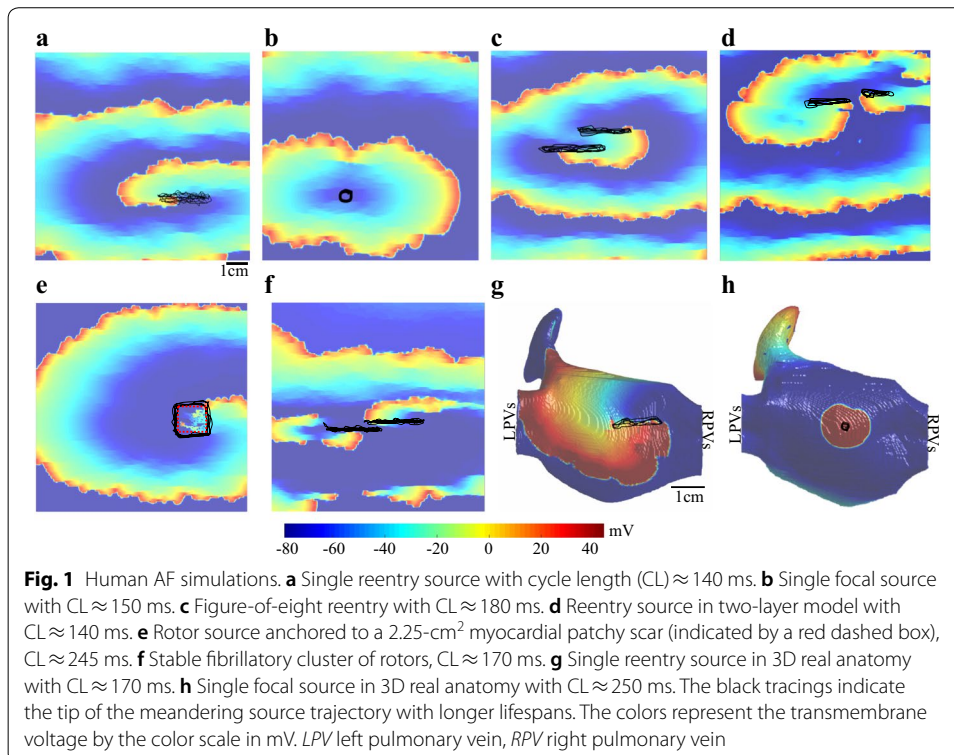 a b c d
1cm
e f g h
LPVs RPVs LPVs RPVs
1cm
mV
-80 -60 -40 -20 0 20 40
Fig. 1 Human AF simulations. a Single reentry source with cycle length (CL) ≈ 140 ms. b Single focal source
with CL ≈ 150 ms. c Figure-of-eight reentry with CL ≈ 180 ms. d Reentry source in two-layer model with
CL ≈ 140 ms. e Rotor source anchored to a 2.25-cm² myocardial patchy scar (indicated by a red dashed box),
CL ≈ 245 ms. f Stable fibrillatory cluster of rotors, CL ≈ 170 ms. g Single reentry source in 3D real anatomy
with CL ≈ 170 ms. h Single focal source in 3D real anatomy with CL ≈ 250 ms. The black tracings indicate
the tip of the meandering source trajectory with longer lifespans. The colors represent the transmembrane
voltage by the color scale in mV. LPV left pulmonary vein, RPV right pulmonary vein